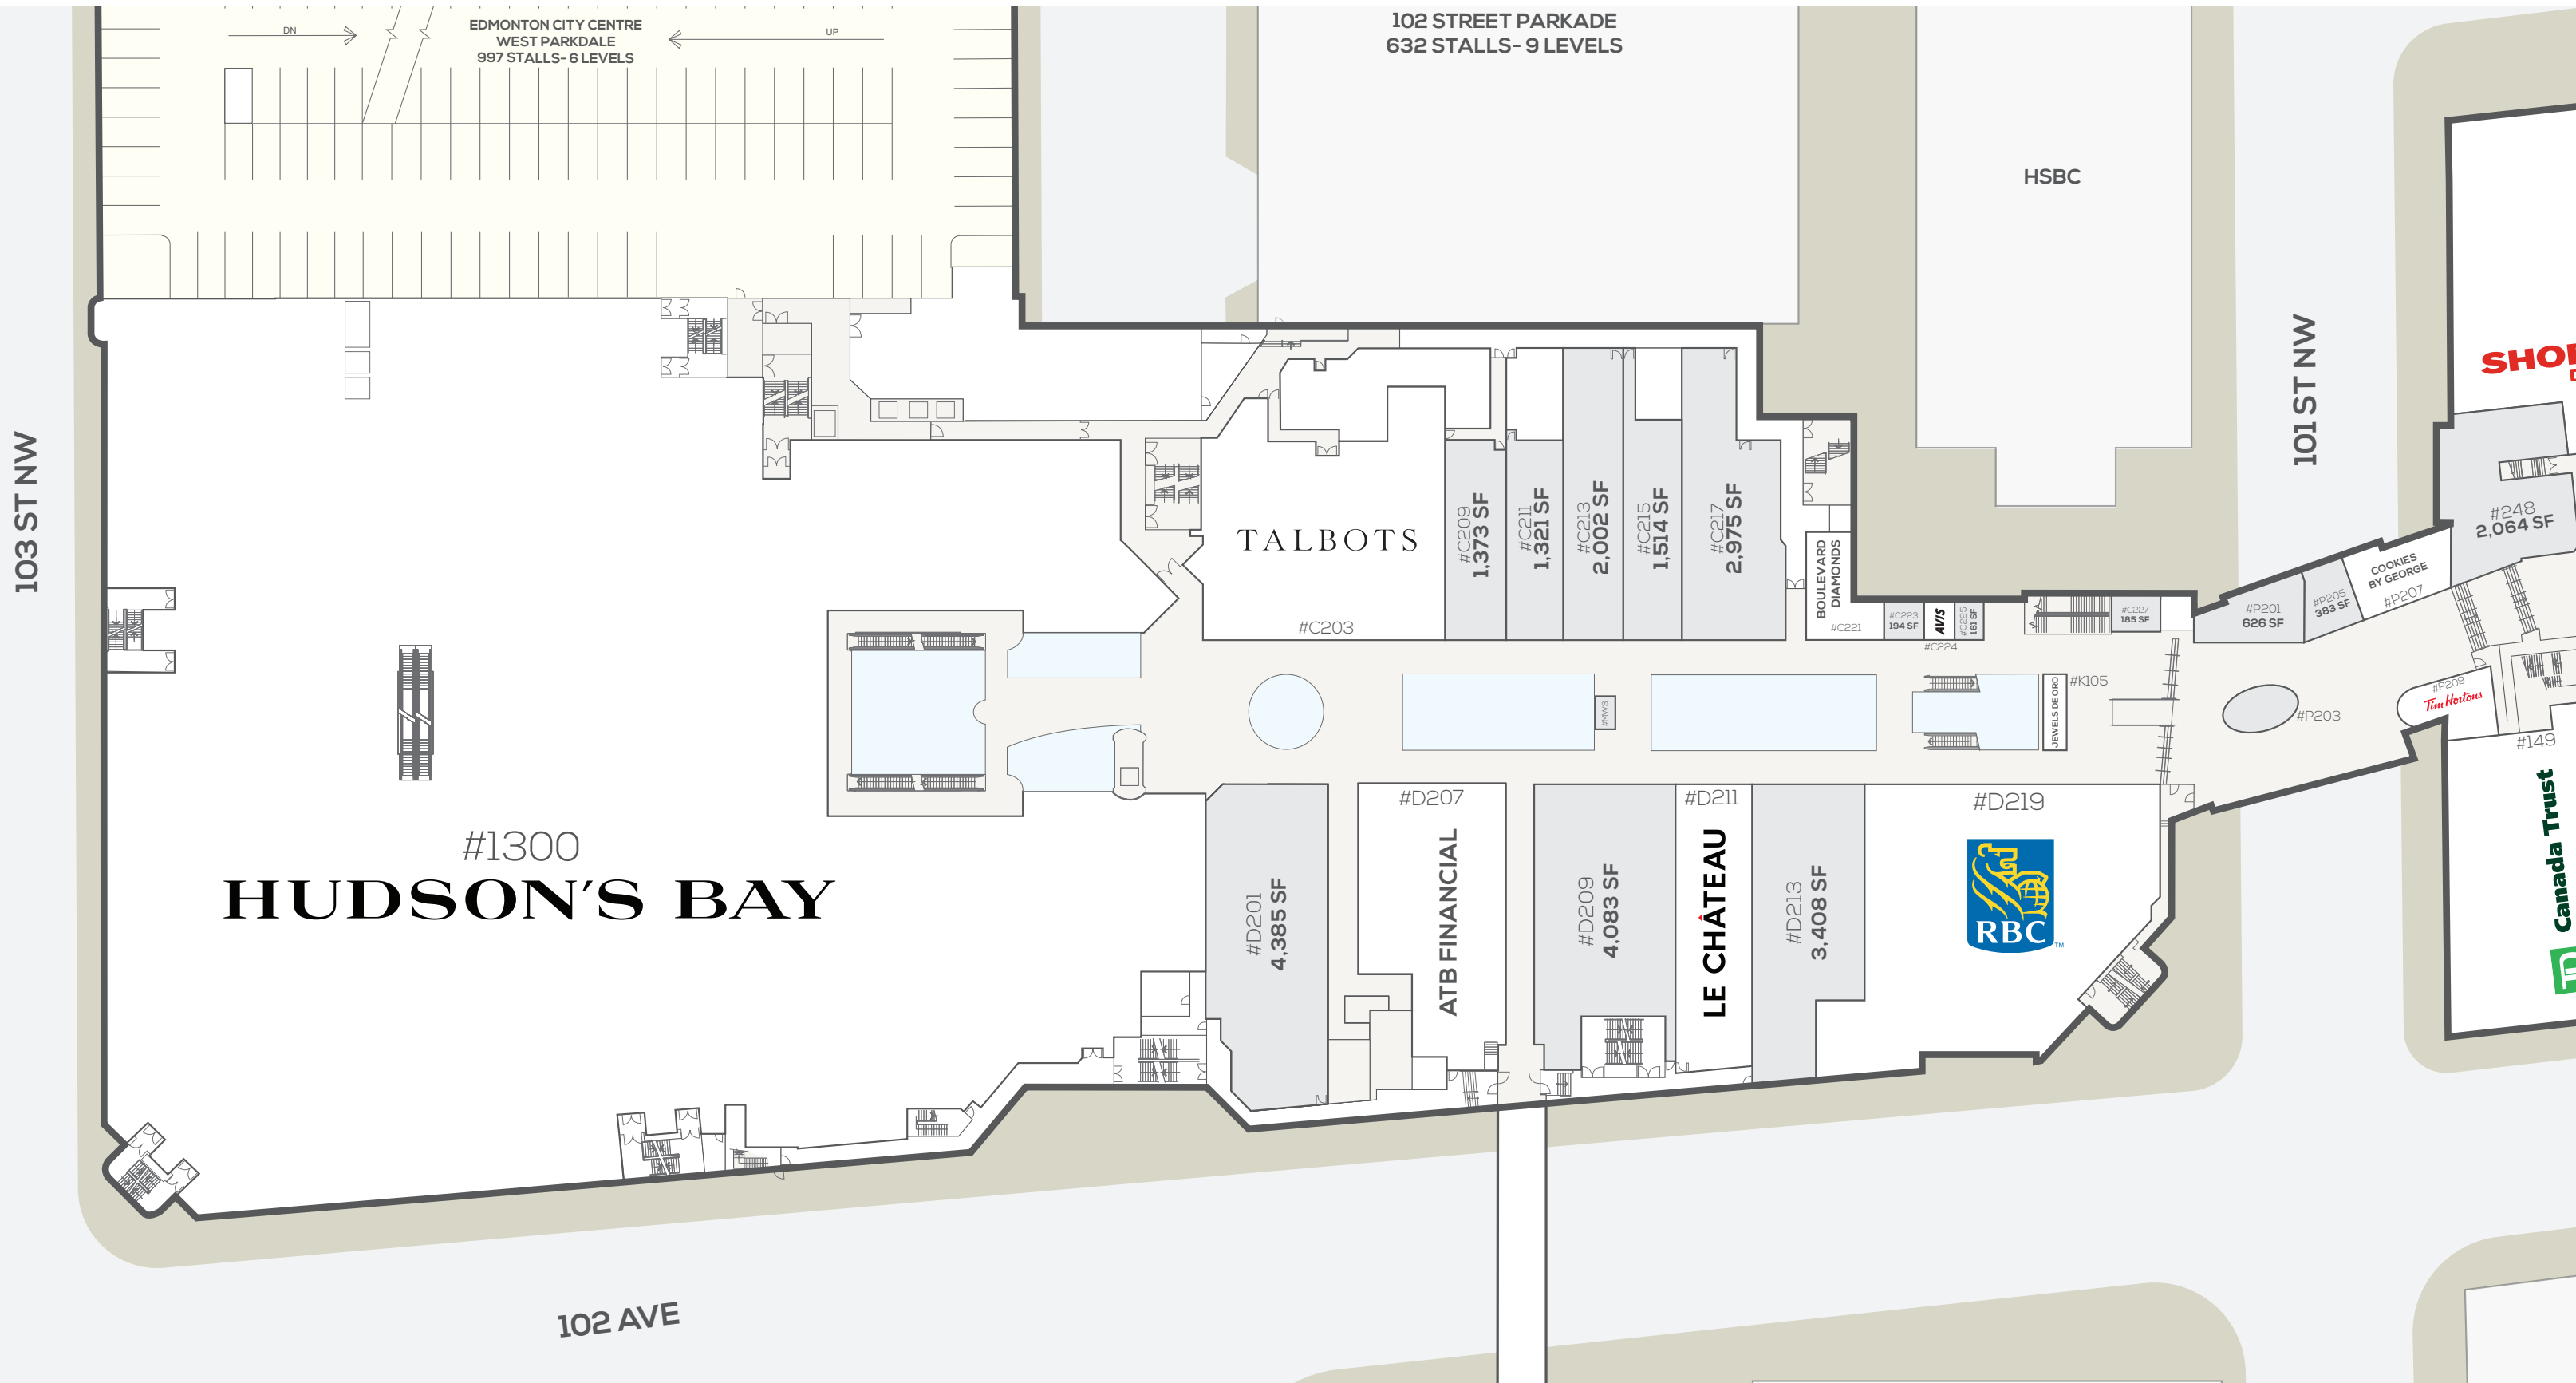 EDMONTON CITY CENTRE
WEST PARKDALE
997 STALLS- 6 LEVELS
DN
UP
102 STREET PARKADE
632 STALLS- 9 LEVELS
HSBC
103 ST NW
101 ST NW
102 AVE
#1300
HUDSON'S BAY
TALBOTS
#C203
#C209
1,373 SF
#C211
1,321 SF
#C213
2,002 SF
#C215
1,514 SF
#C217
2,975 SF
BOULEVARD
DIAMONDS
#C221
#C223
194 SF
AVIS
#C224
#C225
161 SF
#C227
185 SF
#P201
626 SF
#P205
383 SF
COOKIES
BY GEORGE
#P207
#248
2,064 SF
#MW3
JEWELS DE ORO
#K105
#P203
#P209
Tim Hortons
#149
Canada Trust
#D201
4,385 SF
#D207
ATB FINANCIAL
#D209
4,083 SF
#D211
LE CHÂTEAU
#D213
3,408 SF
#D219
RBC
TM